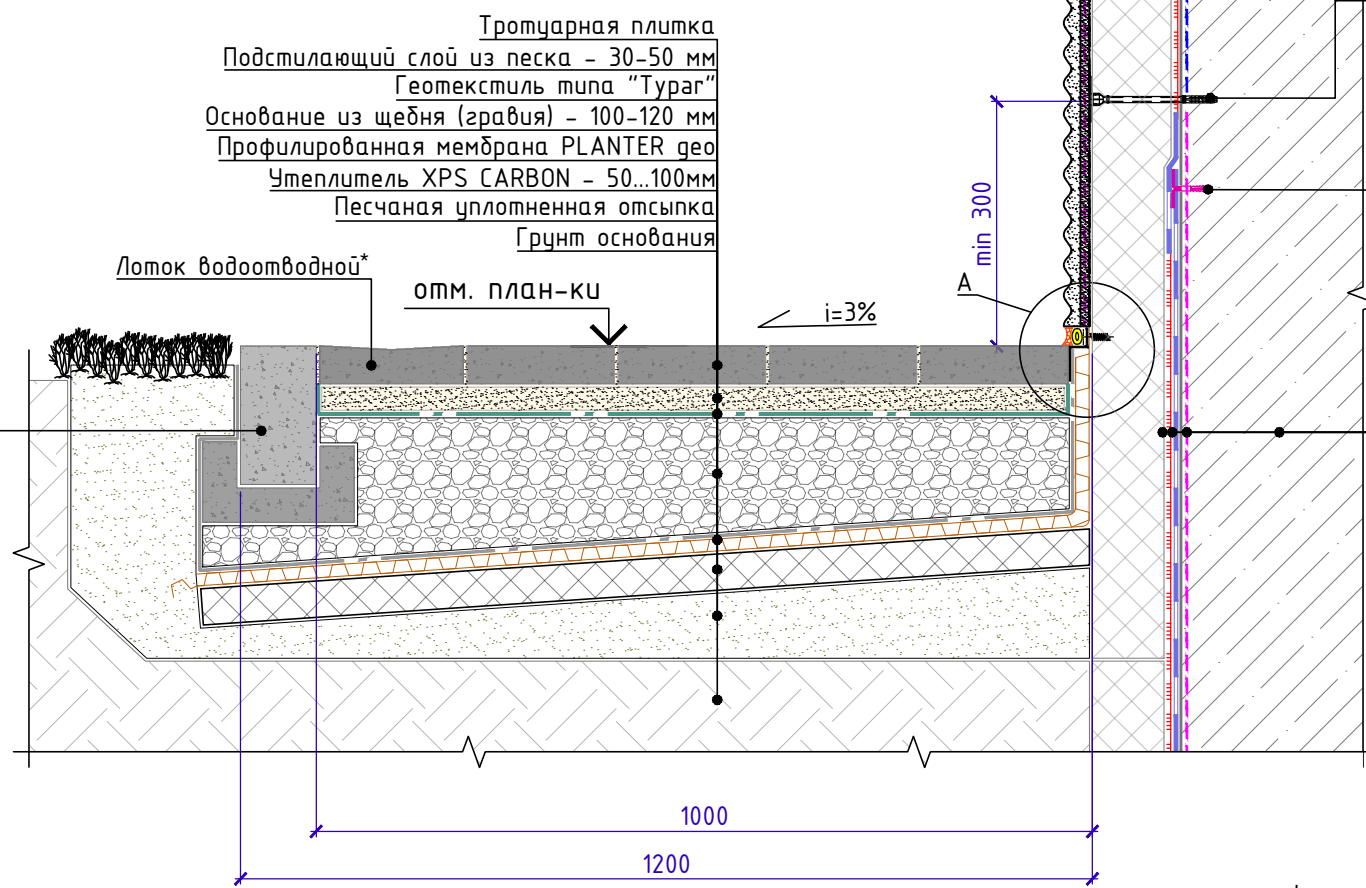 Тротуарная плитка
Подстилающий слой из песка - 30-50 мм
Геотекстиль типа "Typar"
Основание из щебня (гравия) - 100-120 мм
Профилированная мембрана PLANTER geo
Утеплитель XPS CARBON - 50...100мм
Песчаная уплотненная отсыпка
Грунт основания
Лоток водоотводной*
отм. план-ки
i=3%
min 300
А
1000
1200